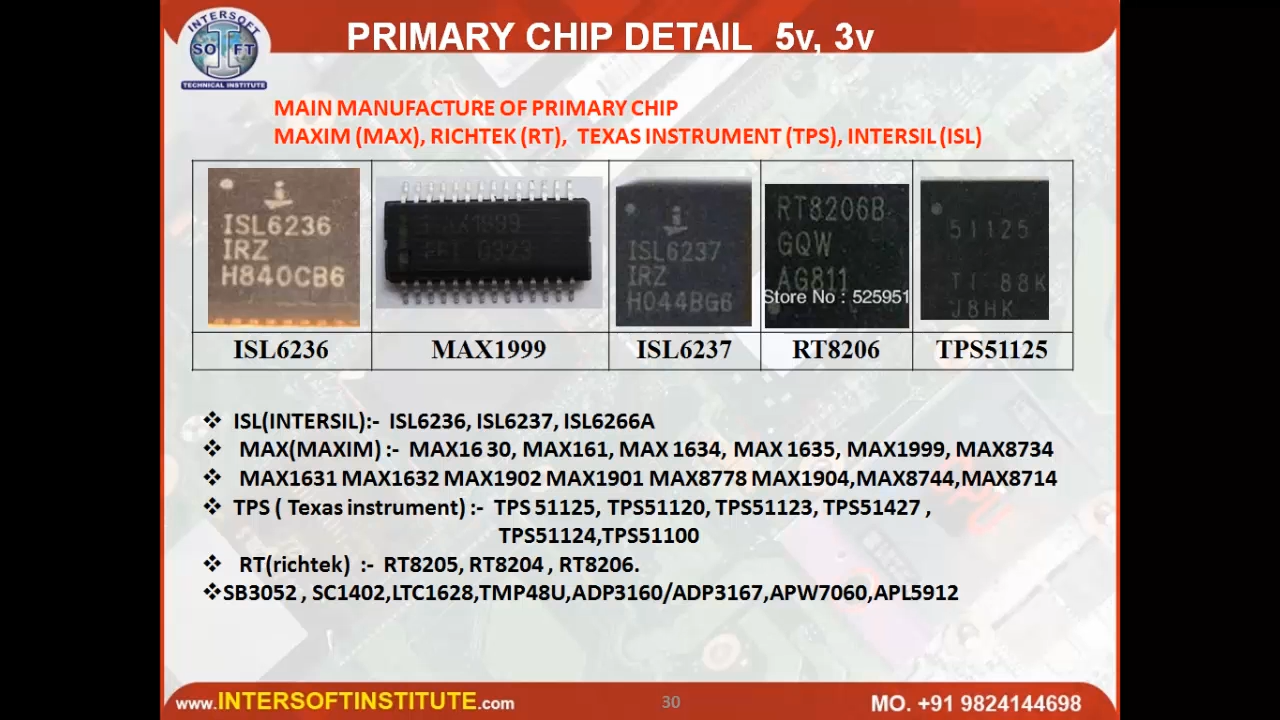 INTERSOFT
SOFT
TECHNICAL INSTITUTE
PRIMARY CHIP DETAIL 5v, 3v
MAIN MANUFACTURE OF PRIMARY CHIP
MAXIM (MAX), RICHTEK (RT), TEXAS INSTRUMENT (TPS), INTERSIL (ISL)
ISL6236
IRZ
H840CB6
ISL6237
IRZ
H044BG6
RT8206B
GQW
AG811
Store No : 525951
51125
TI 88K
J8HK
ISL6236 MAX1999 ISL6237 RT8206 TPS51125
❖ ISL(INTERSIL):- ISL6236, ISL6237, ISL6266A
❖ MAX(MAXIM) :- MAX16 30, MAX161, MAX 1634, MAX 1635, MAX1999, MAX8734
❖ MAX1631 MAX1632 MAX1902 MAX1901 MAX8778 MAX1904,MAX8744,MAX8714
❖ TPS ( Texas instrument) :- TPS 51125, TPS51120, TPS51123, TPS51427 ,
TPS51124,TPS51100
❖ RT(richtek) :- RT8205, RT8204 , RT8206.
❖SB3052 , SC1402,LTC1628,TMP48U,ADP3160/ADP3167,APW7060,APL5912
www.INTERSOFTINSTITUTE.com
30
MO. +91 9824144698